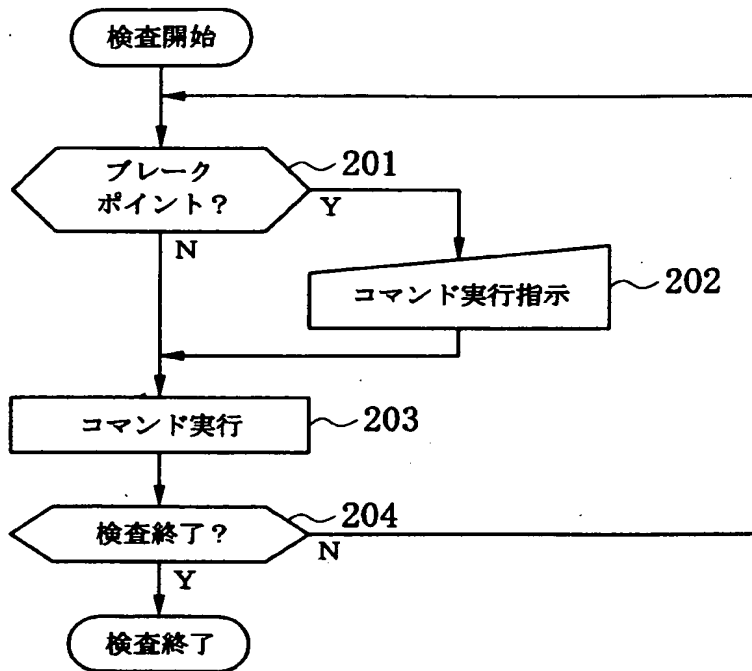 検査開始
ブレーク
ポイント?
201
Y
N
コマンド実行指示
202
コマンド実行
203
検査終了?
204
N
Y
検査終了